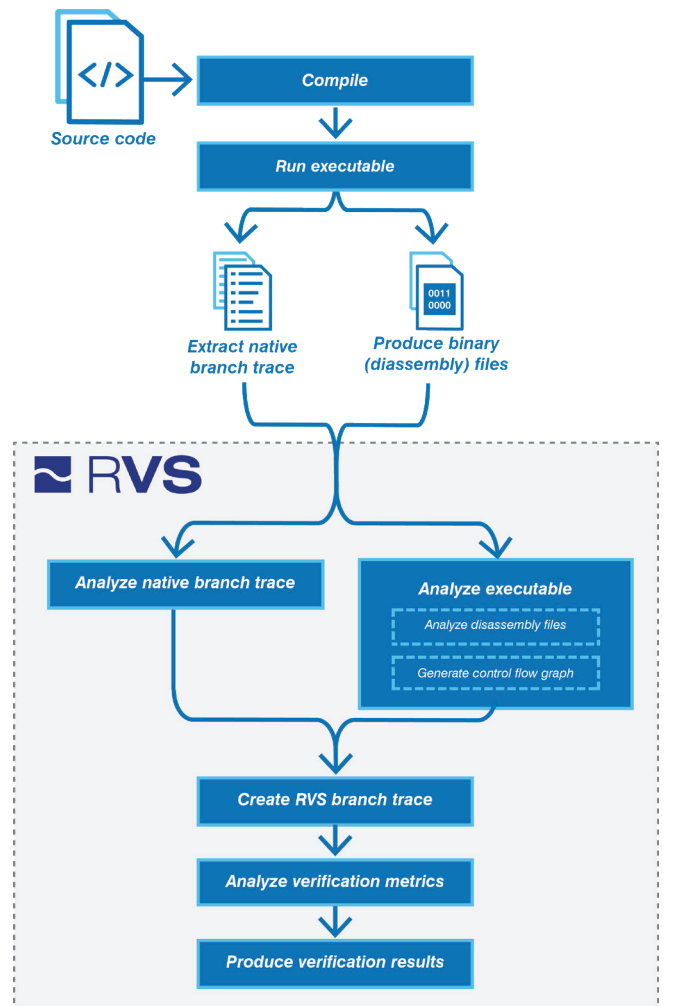 </>
Source code
Compile
Run executable
0011
0000
Extract native
branch trace
Produce binary
(diassembly) files
RVS
Analyze native branch trace
Analyze executable
Analyze disassembly files
Generate control flow graph
Create RVS branch trace
Analyze verification metrics
Produce verification results